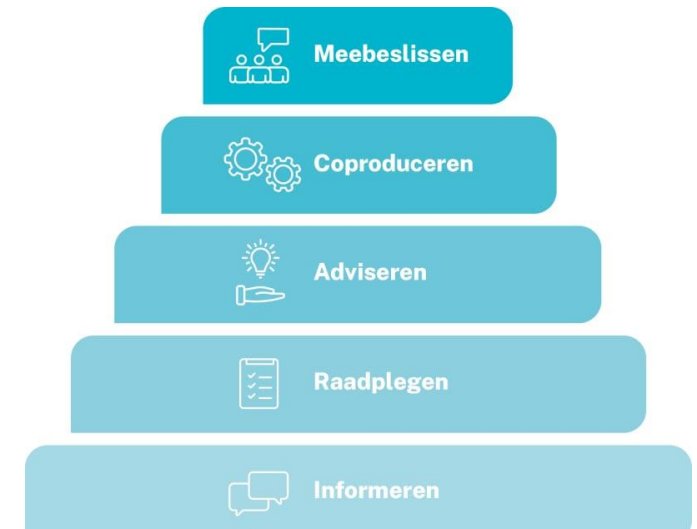 Meebeslissen
Coproduceren
Adviseren
Raadplegen
Informeren